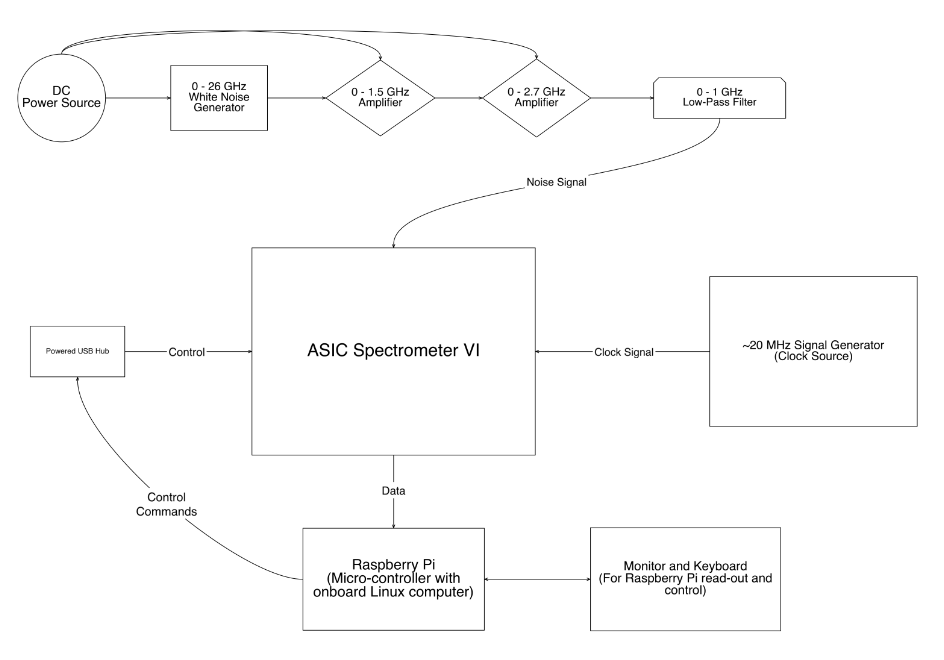 DC
Power Source
0 - 26 GHz
White Noise
Generator
0 - 1.5 GHz
Amplifier
0 - 2.7 GHz
Amplifier
0 - 1 GHz
Low-Pass Filter
Noise Signal
Powered USB Hub
Control
ASIC Spectrometer VI
Clock Signal
~20 MHz Signal Generator
(Clock Source)
Data
Control
Commands
Raspberry Pi
(Micro-controller with
onboard Linux computer)
Monitor and Keyboard
(For Raspberry Pi read-out and
control)